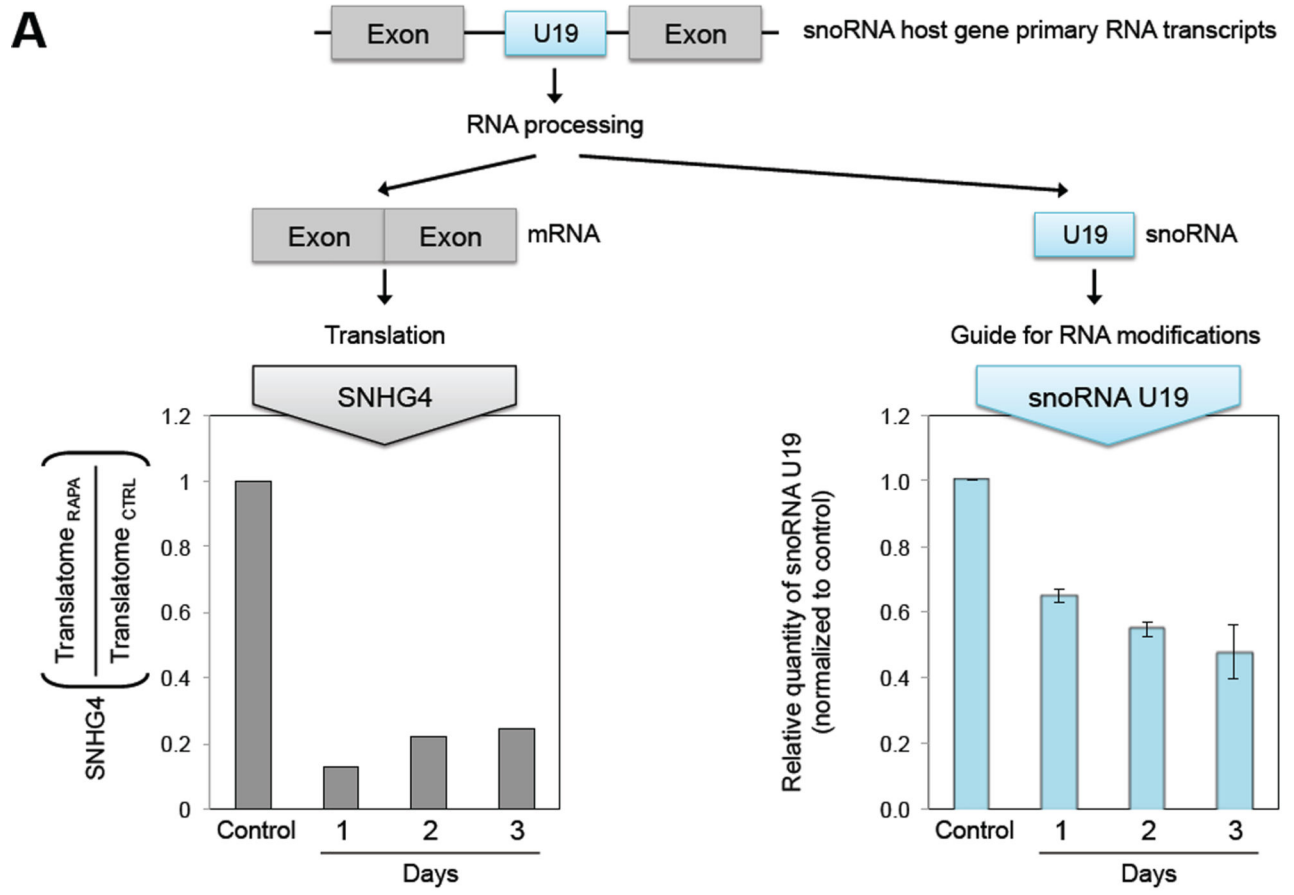 A
Exon U19 Exon snoRNA host gene primary RNA transcripts
RNA processing
Exon Exon mRNA
U19 snoRNA
Translation
Guide for RNA modifications
SNHG4
snoRNA U19
SNHG4
Translatome RAPA
Translatome CTRL
1.2
1
0.8
0.6
0.4
0.2
0
Control 1 2 3
Days
Relative quantity of snoRNA U19
(normalized to control)
1.2
1.0
0.8
0.6
0.4
0.2
0.0
Control 1 2 3
Days